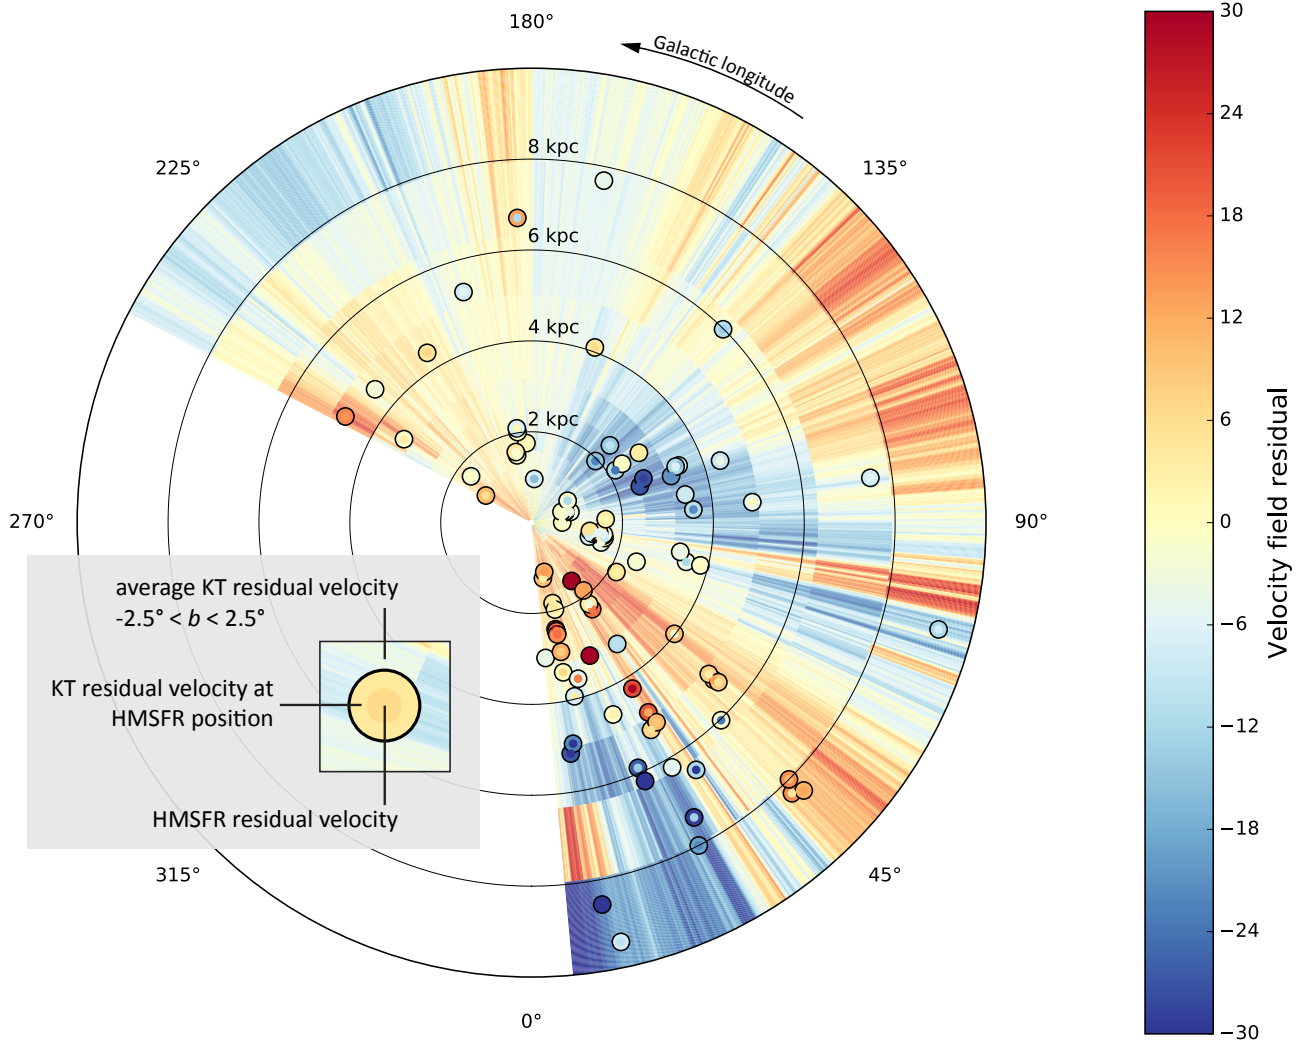 180°
Galactic longitude
30
225°
8 kpc
135°
24
6 kpc
18
4 kpc
12
2 kpc
6
270°
90°
0
Velocity field residual
average KT residual velocity
-2.5° < b < 2.5°
−6
KT residual velocity at
HMSFR position
−12
HMSFR residual velocity
−18
315°
45°
−24
0°
−30